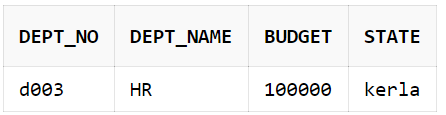 DEPT_NO DEPT_NAME BUDGET STATE
d003 HR 100000 kerla